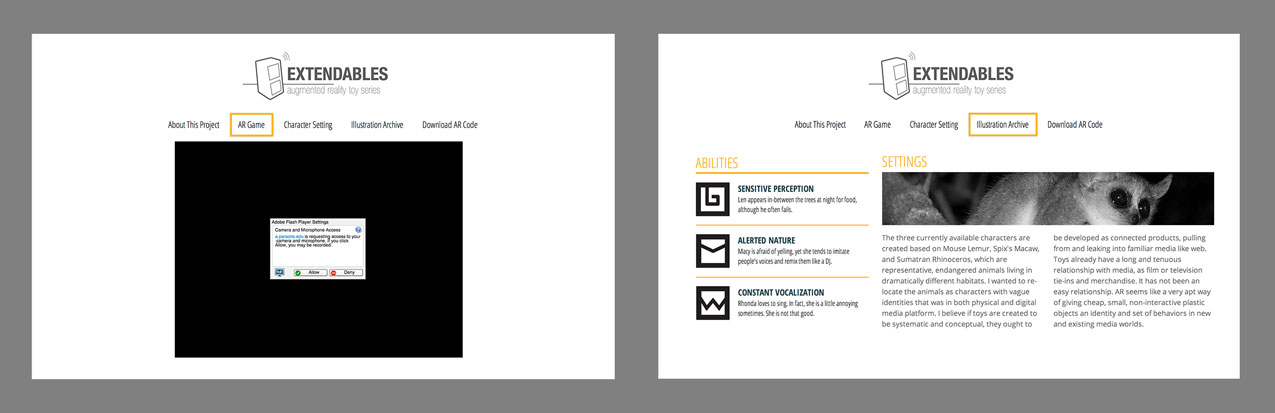 EXTENDABLES
augmented reality toy series
About This Project
AR Game
Character Setting
Illustration Archive
Download AR Code
Adobe Flash Player Settings
Camera and Microphone Access
a.parsons.edu is requesting access to your
camera and microphone. If you click
Allow, you may be recorded.
Allow
Deny
EXTENDABLES
augmented reality toy series
About This Project
AR Game
Character Setting
Illustration Archive
Download AR Code
ABILITIES
SENSITIVE PERCEPTION
Len appears in-between the trees at night for food,
although he often fails.
ALERTED NATURE
Macy is afraid of yelling, yet she tends to imitate
people's voices and remix them like a DJ.
CONSTANT VOCALIZATION
Rhonda loves to sing. In fact, she is a little annoying
sometimes. She is not that good.
SETTINGS
The three currently available characters are
created based on Mouse Lemur, Spix's Macaw,
and Sumatran Rhinoceros, which are
representative, endangered animals living in
dramatically different habitats. I wanted to re-
locate the animals as characters with vague
identities that was in both physical and digital
media platform. I believe if toys are created to
be systematic and conceptual, they ought to
be developed as connected products, pulling
from and leaking into familiar media like web.
Toys already have a long and tenuous
relationship with media, as film or television
tie-ins and merchandise. It has not been an
easy relationship. AR seems like a very apt way
of giving cheap, small, non-interactive plastic
objects an identity and set of behaviors in new
and existing media worlds.